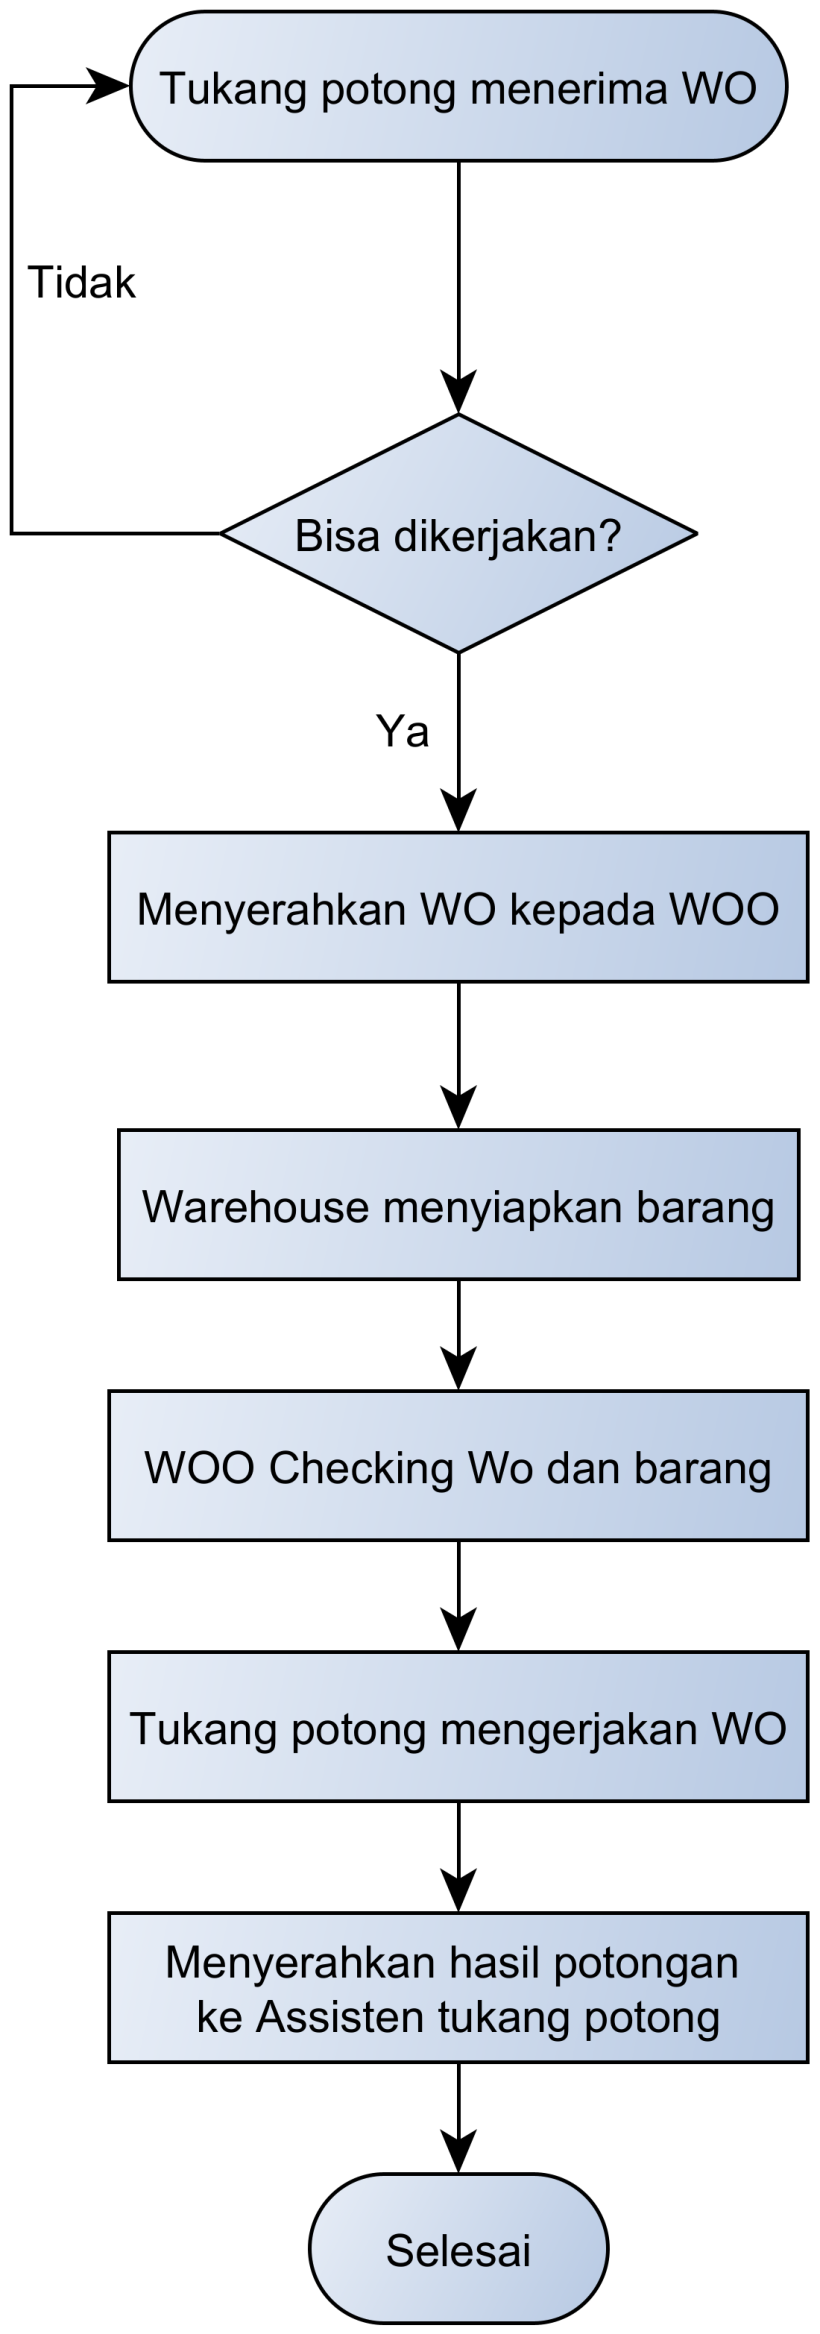 Tukang potong menerima WO
Tidak
Bisa dikerjakan?
Ya
Menyerahkan WO kepada WOO
Warehouse menyiapkan barang
WOO Checking Wo dan barang
Tukang potong mengerjakan WO
Menyerahkan hasil potongan
ke Assisten tukang potong
Selesai